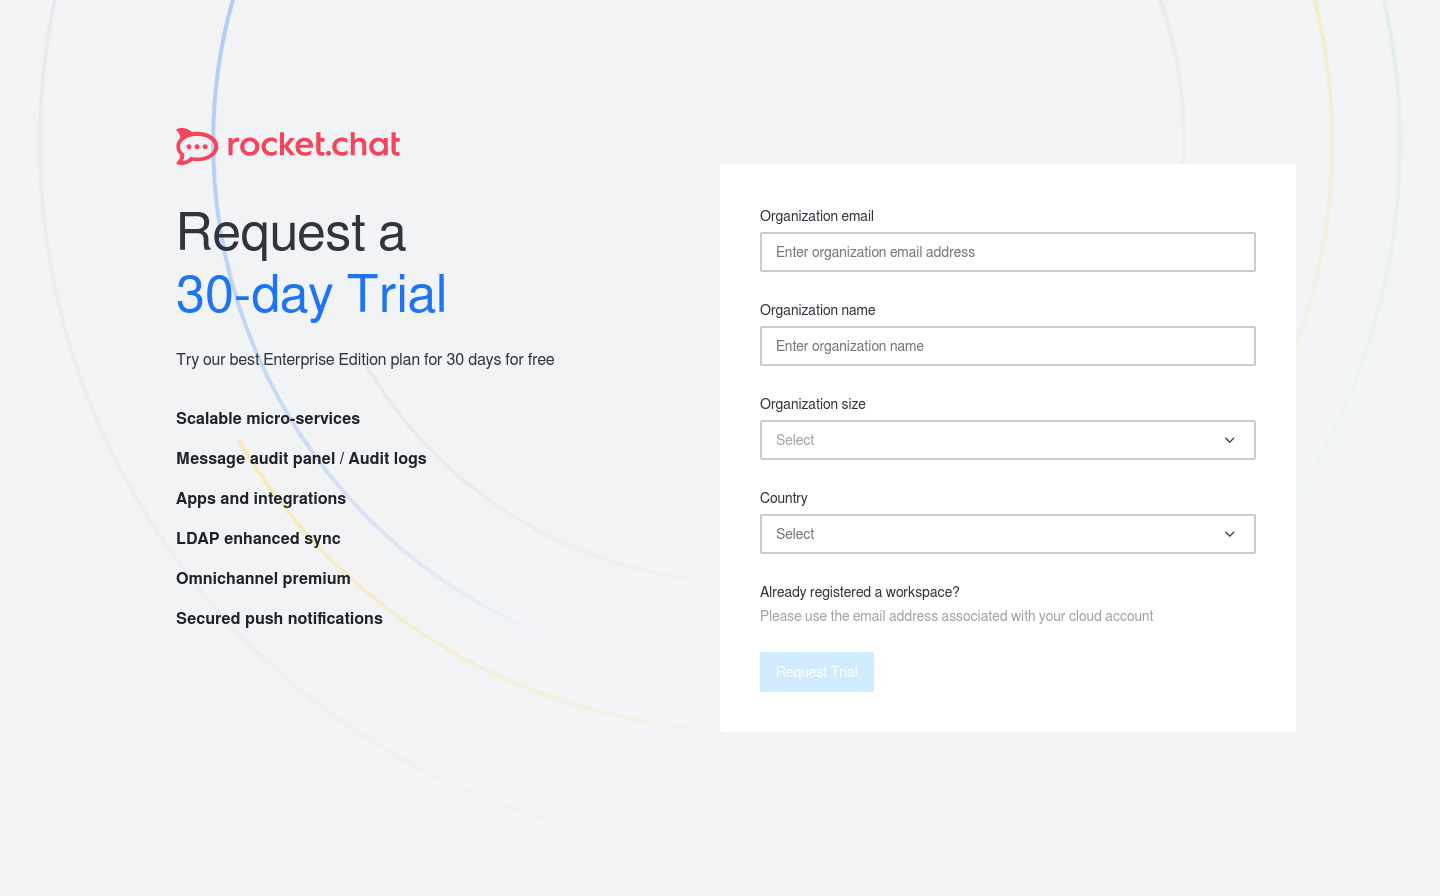 rocket.chat
Request a
30-day Trial
Try our best Enterprise Edition plan for 30 days for free
Scalable micro-services
Message audit panel / Audit logs
Apps and integrations
LDAP enhanced sync
Omnichannel premium
Secured push notifications
Organization email
Enter organization email address
Organization name
Enter organization name
Organization size
Select
Country
Select
Already registered a workspace?
Please use the email address associated with your cloud account
Request Trial